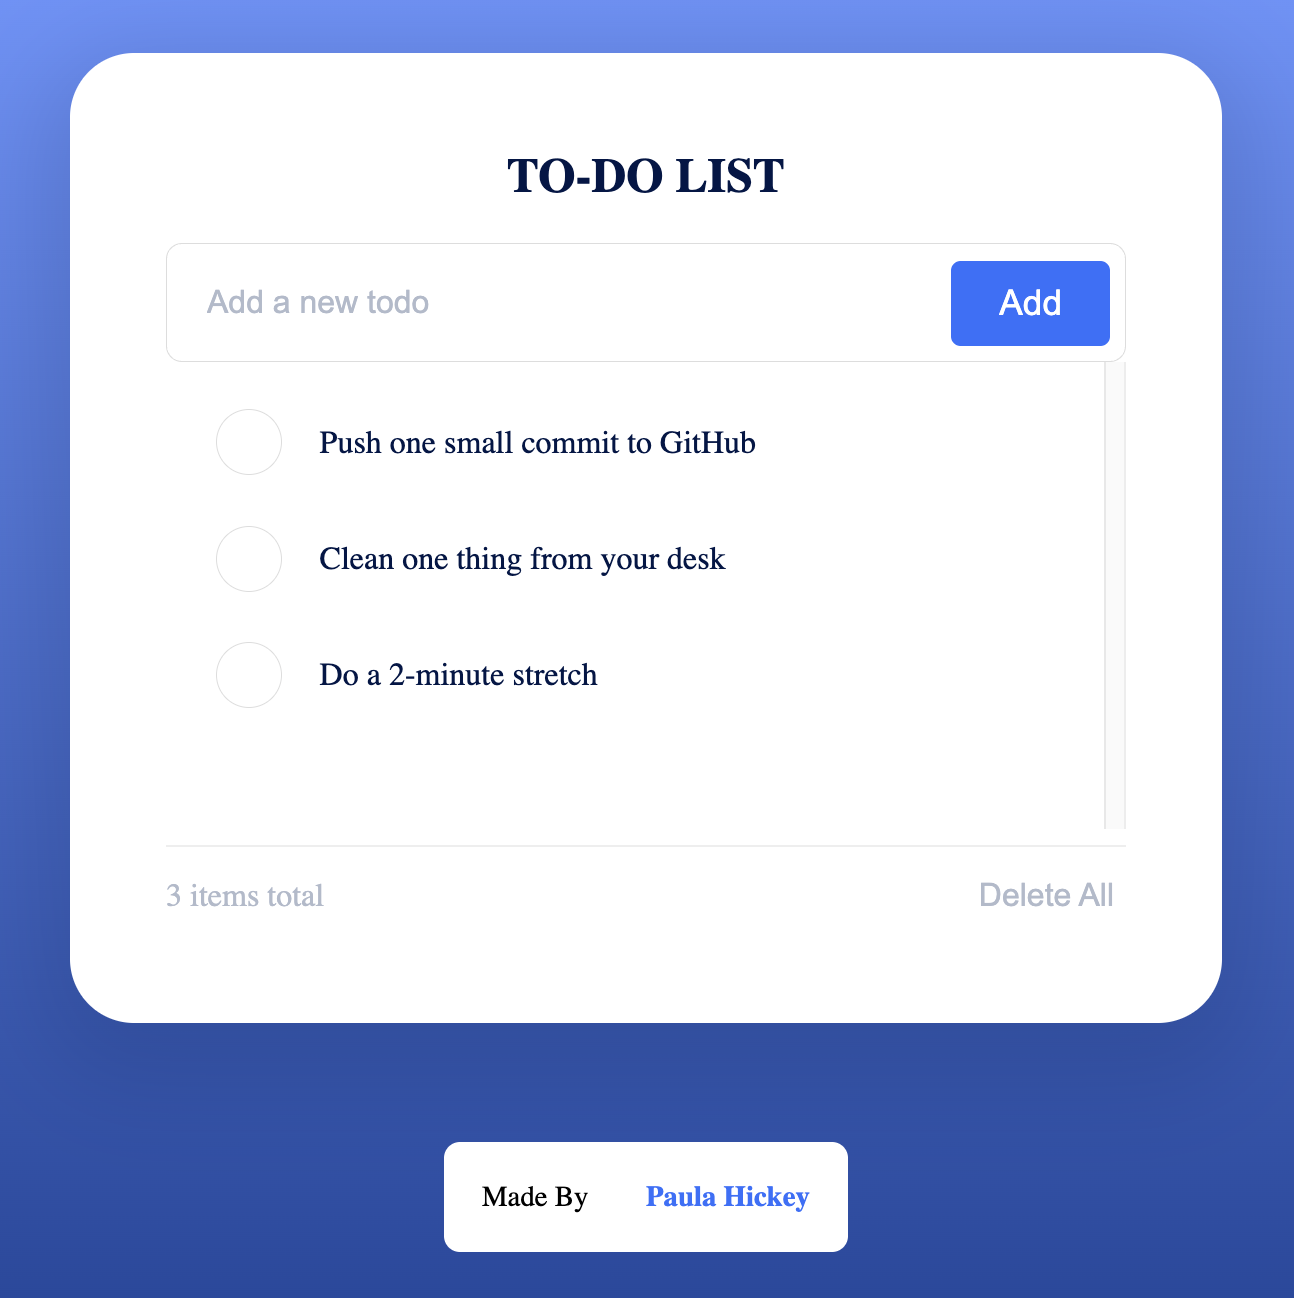 TO-DO LIST
Add a new todo
Add
Push one small commit to GitHub
Clean one thing from your desk
Do a 2-minute stretch
3 items total
Delete All
Made By Paula Hickey